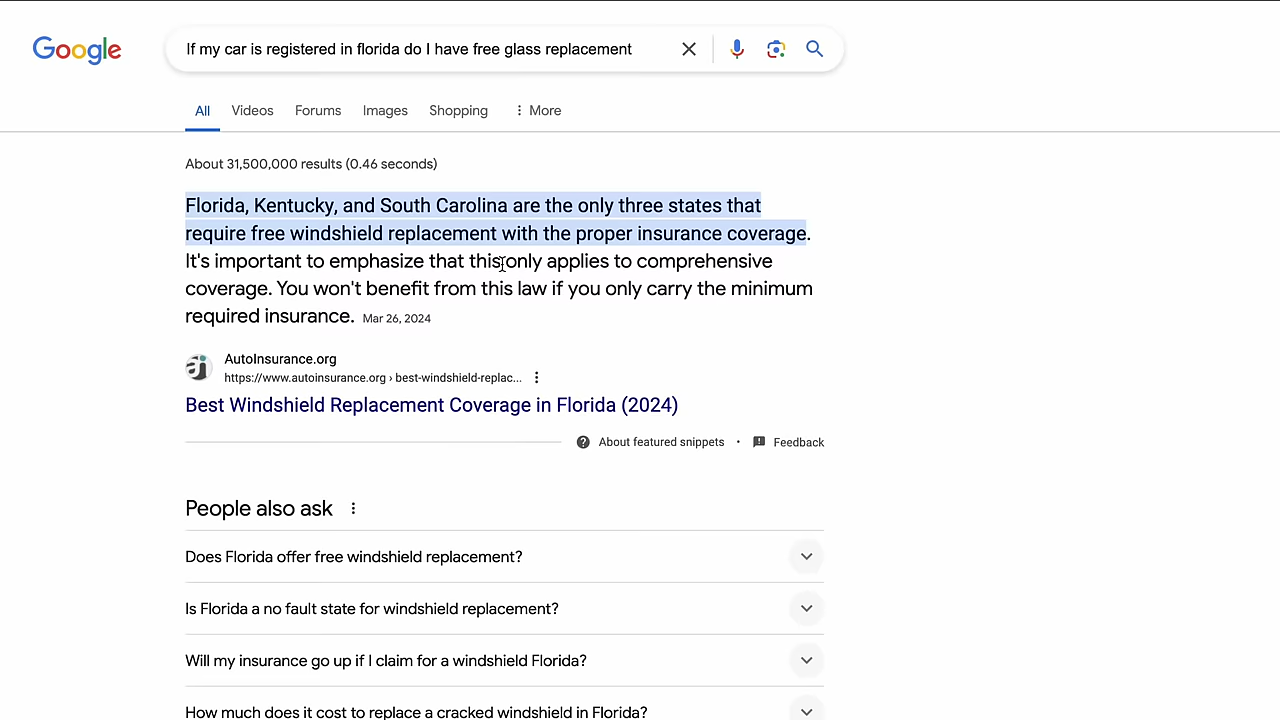 Google
If my car is registered in florida do I have free glass replacement
All Videos Forums Images Shopping More
About 31,500,000 results (0.46 seconds)
Florida, Kentucky, and South Carolina are the only three states that
require free windshield replacement with the proper insurance coverage.
It's important to emphasize that this only applies to comprehensive
coverage. You won't benefit from this law if you only carry the minimum
required insurance. Mar 26, 2024
AutoInsurance.org
https://www.autoinsurance.org › best-windshield-replac...
Best Windshield Replacement Coverage in Florida (2024)
About featured snippets • Feedback
People also ask
Does Florida offer free windshield replacement?
Is Florida a no fault state for windshield replacement?
Will my insurance go up if I claim for a windshield Florida?
How much does it cost to replace a cracked windshield in Florida?